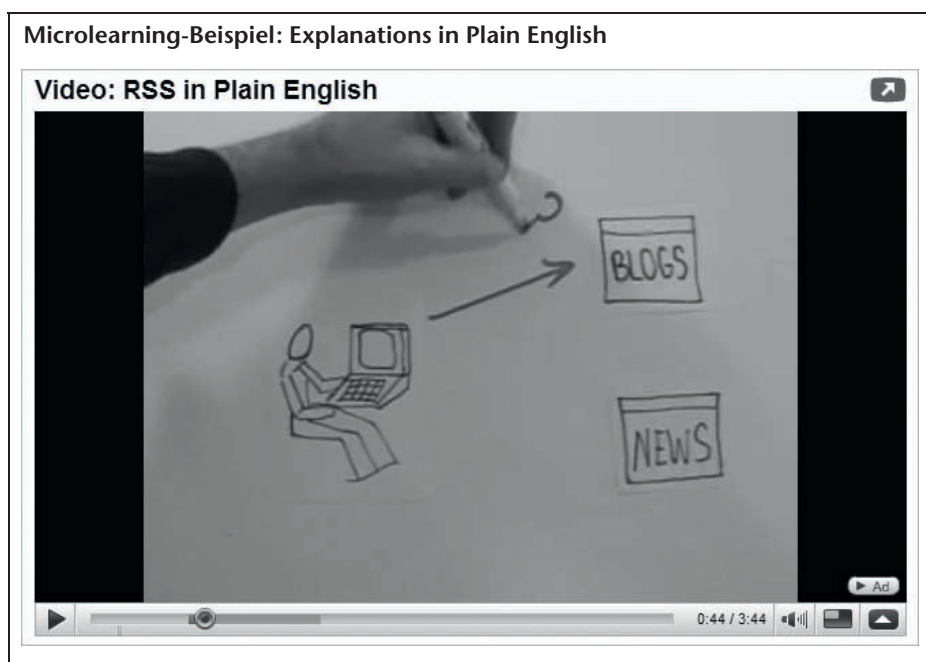 Microlearning-Beispiel: Explanations in Plain English
Video: RSS in Plain English
BLOGS
NEWS
Ad
0:44 / 3:44